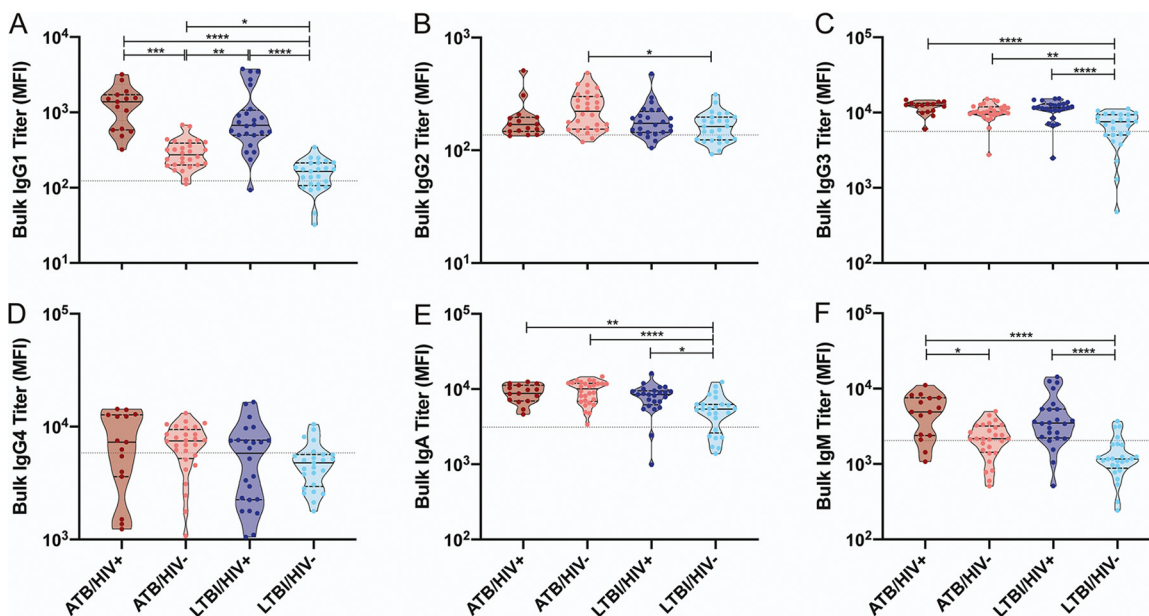 A
Bulk IgG1 Titer (MFI)
10⁴
10³
10²
10¹
*
****
***
**
****
B
Bulk IgG2 Titer (MFI)
10³
10²
10¹
*
C
Bulk IgG3 Titer (MFI)
10⁵
10⁴
10³
10²
****
**
****
D
Bulk IgG4 Titer (MFI)
10⁵
10⁴
10³
ATB/HIV+
ATB/HIV-
LTBI/HIV+
LTBI/HIV-
E
Bulk IgA Titer (MFI)
10⁵
10⁴
10³
10²
**
****
*
ATB/HIV+
ATB/HIV-
LTBI/HIV+
LTBI/HIV-
F
Bulk IgM Titer (MFI)
10⁵
10⁴
10³
10²
****
*
****
ATB/HIV+
ATB/HIV-
LTBI/HIV+
LTBI/HIV-